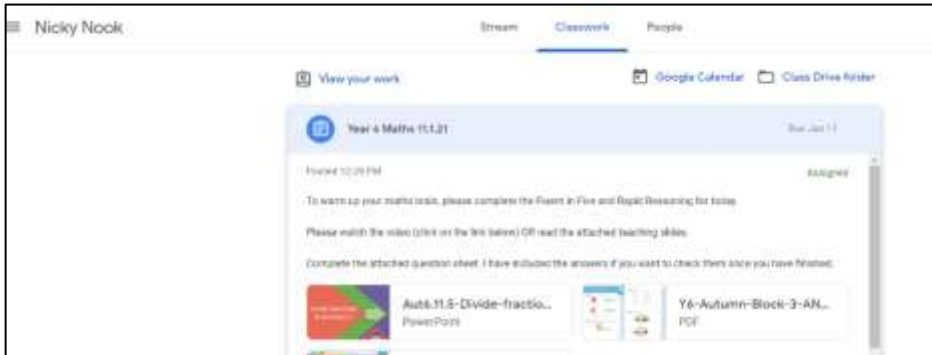 Nicky Nook
Stream Classwork People
View your work Google Calendar Class Drive folder
Year 6 Maths 11.1.21 Due Jan 11
Posted 12:29 PM Assigned
To warm up your maths brain, please complete the Fluent in Five and Rapid Reasoning for today.
Please watch the video (click on the link below) OR read the attached teaching slides.
Complete the attached question sheet. I have included the answers if you want to check them once you have finished.
Aut6.11.5-Divide-fractio... Y6-Autumn-Block-3-AN...
PowerPoint PDF